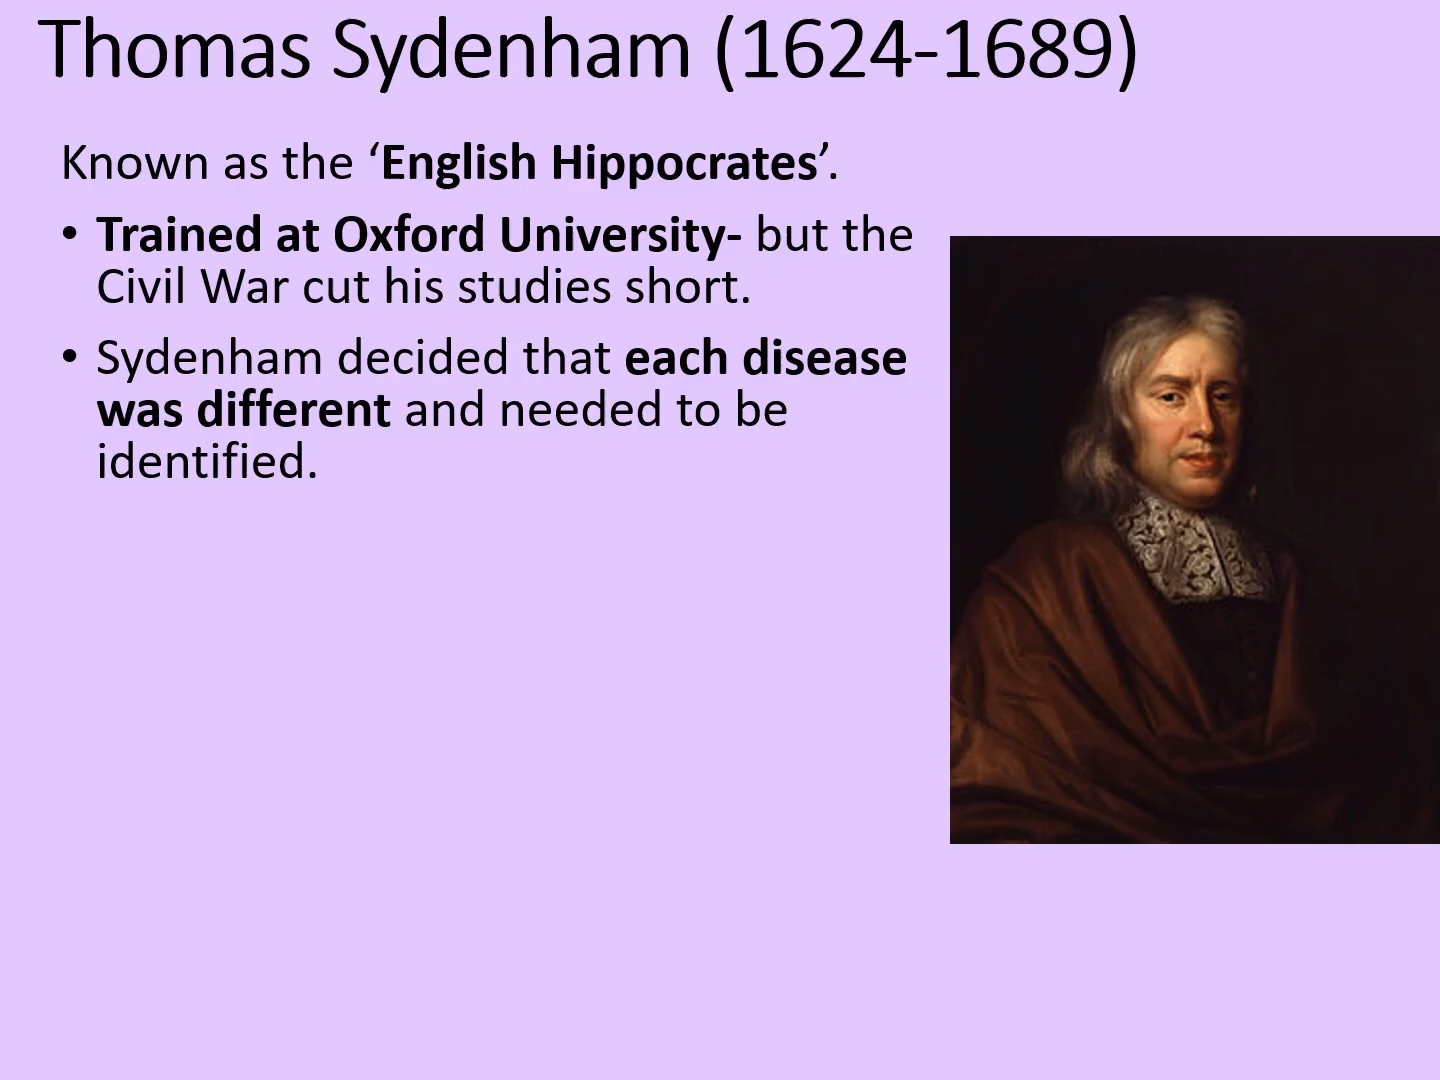 Thomas Sydenham (1624-1689)
Known as the ‘English Hippocrates’.
• Trained at Oxford University- but the
Civil War cut his studies short.
• Sydenham decided that each disease
was different and needed to be
identified.